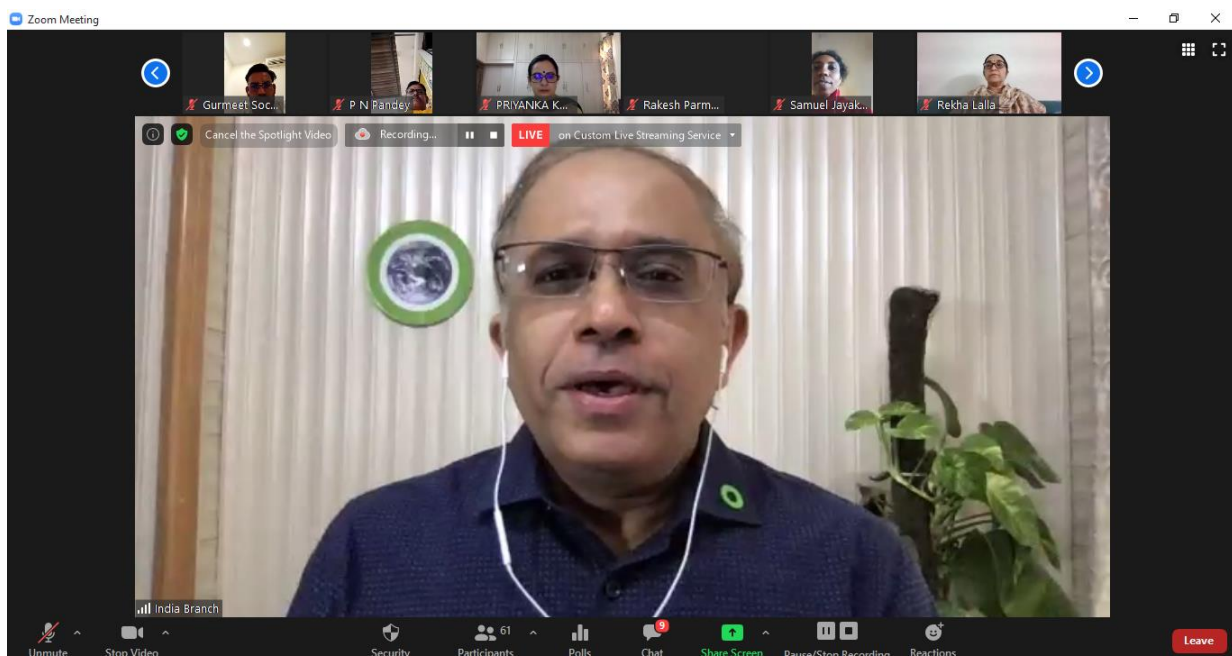 Zoom Meeting
Gurmeet Soc...
P N Pandey
PRIYANKA K...
Rakesh Parm...
Samuel Jayak...
Rekha Lalla
Cancel the Spotlight Video
Recording...
LIVE
on Custom Live Streaming Service
India Branch
Unmute
Stop Video
Security
61
Participants
Polls
9
Chat
Share Screen
Pause/Stop Recording
Reactions
Leave